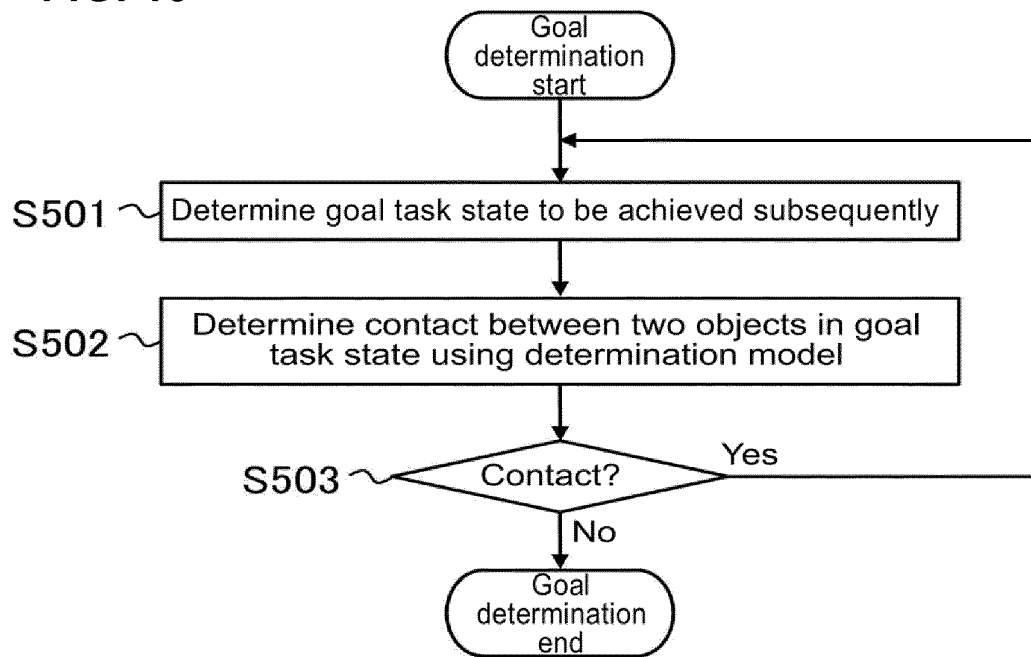 Goal
determination
start
S501
Determine goal task state to be achieved subsequently
S502
Determine contact between two objects in goal
task state using determination model
S503
Contact?
Yes
No
Goal
determination
end